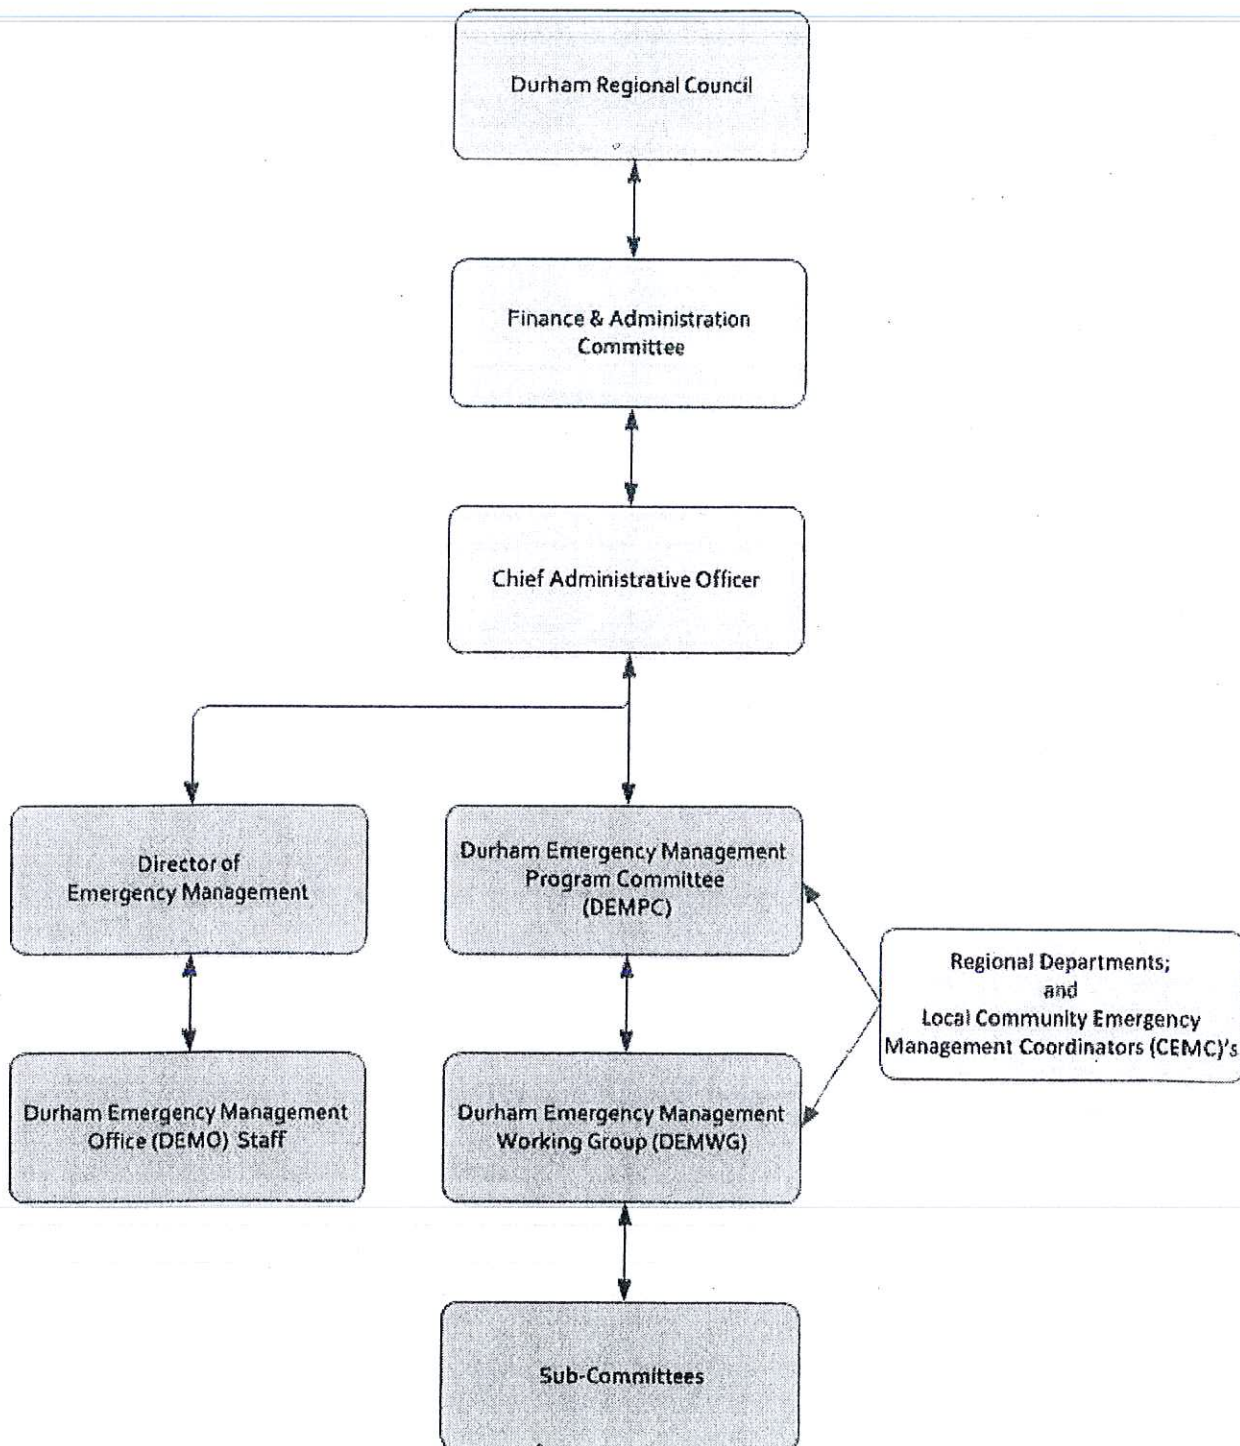 Durham Regional Council
Finance & Administration
Committee
Chief Administrative Officer
Director of
Emergency Management
Durham Emergency Management
Program Committee
(DEMPC)
Regional Departments;
and
Local Community Emergency
Management Coordinators (CEMC)'s
Durham Emergency Management
Office (DEMO) Staff
Durham Emergency Management
Working Group (DEMWG)
Sub-Committees